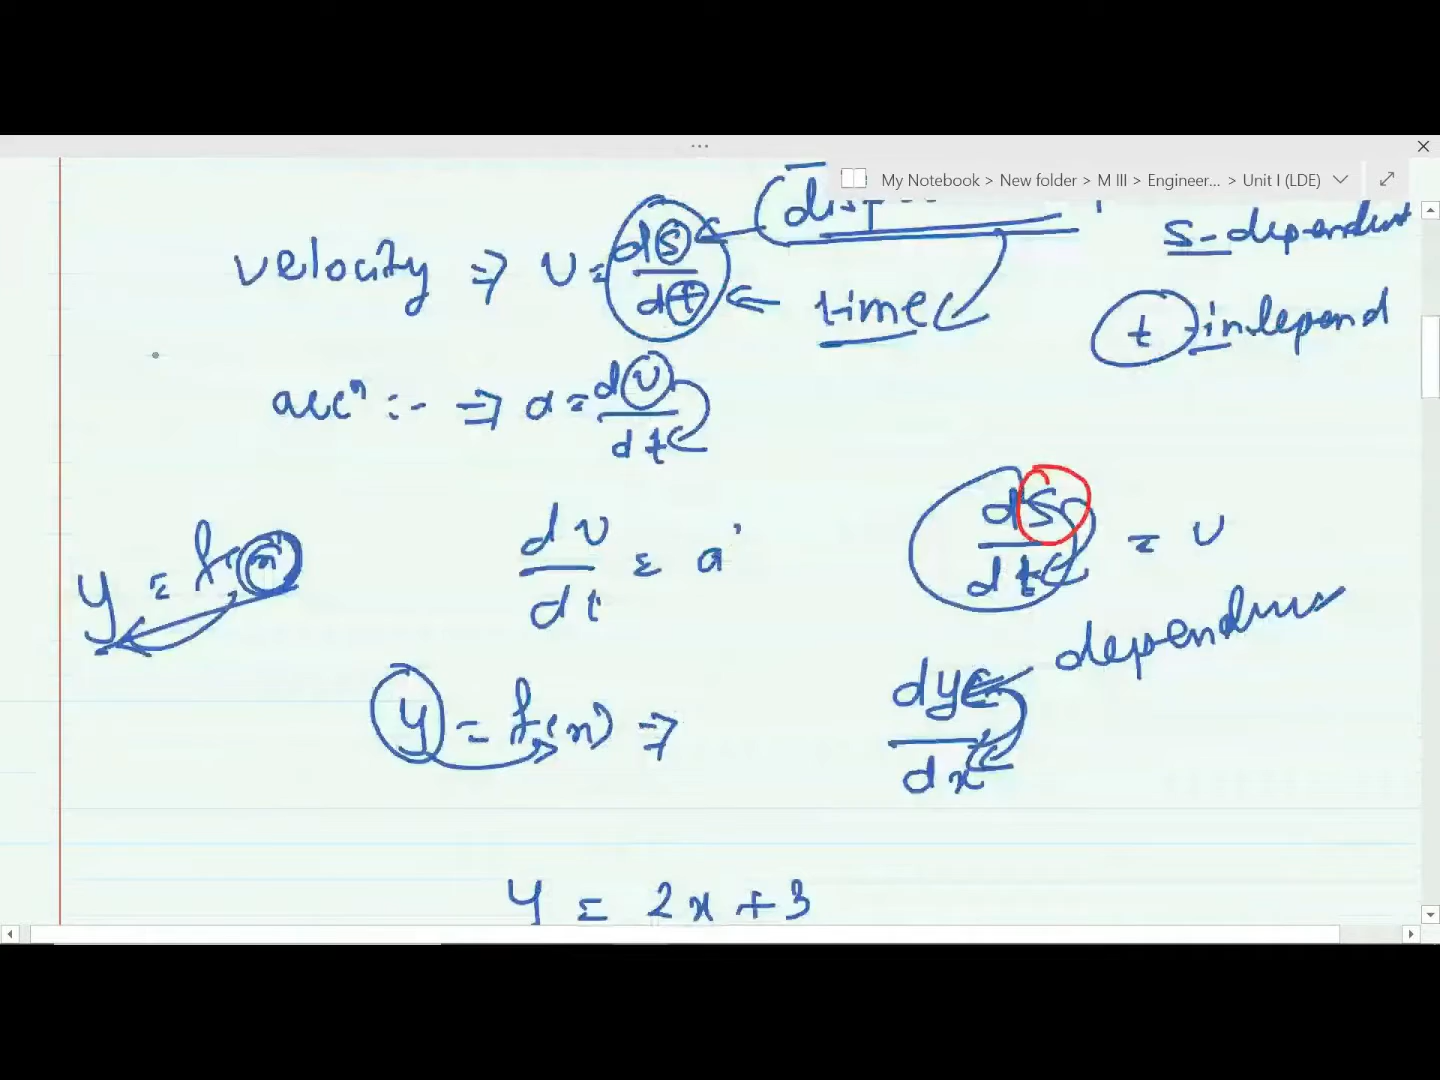 My Notebook > New folder > M III > Engineer... > Unit I (LDE)
s - dependent
velocity ⇒ v = ds/dt ← time
t - independ
accⁿ :- ⇒ a = dv/dt
dv/dt = a
ds/dt = v
y = f(x)
dependent
y = f(x) ⇒ dy/dx
y = 2x + 3